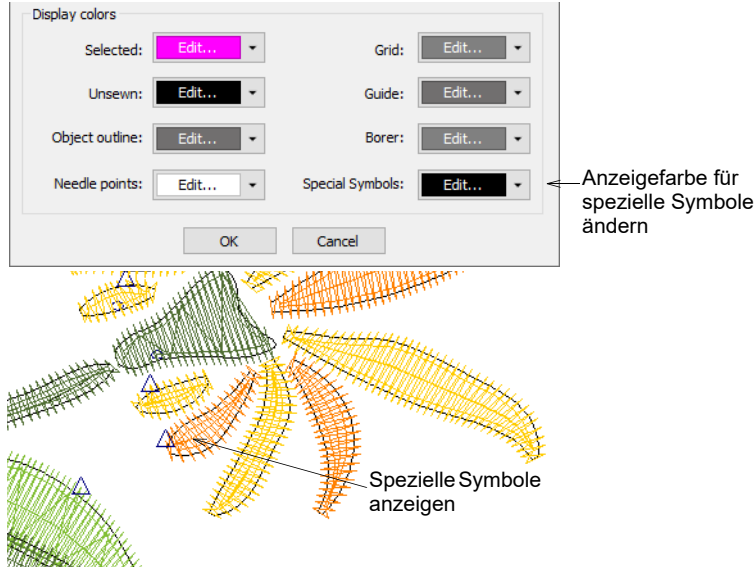 Display colors
Selected: Edit... Grid: Edit...
Unsewn: Edit... Guide: Edit...
Object outline: Edit... Borer: Edit...
Needle points: Edit... Special Symbols: Edit...
OK Cancel
Anzeigefarbe für
spezielle Symbole
ändern
Spezielle Symbole
anzeigen